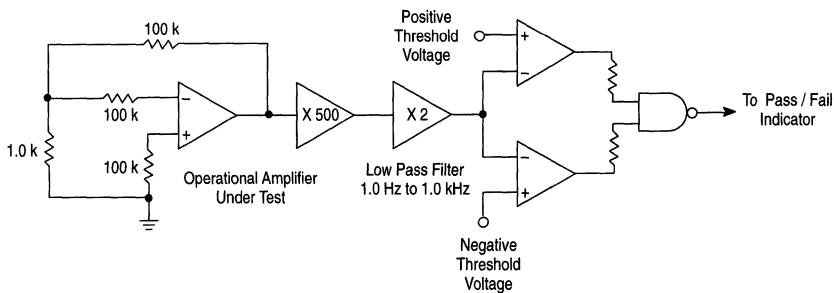 100 k
100 k
1.0 k
100 k
−
+
Operational Amplifier
Under Test
X 500
X 2
Low Pass Filter
1.0 Hz to 1.0 kHz
Positive
Threshold
Voltage
+
−
−
+
Negative
Threshold
Voltage
To Pass / Fail
Indicator